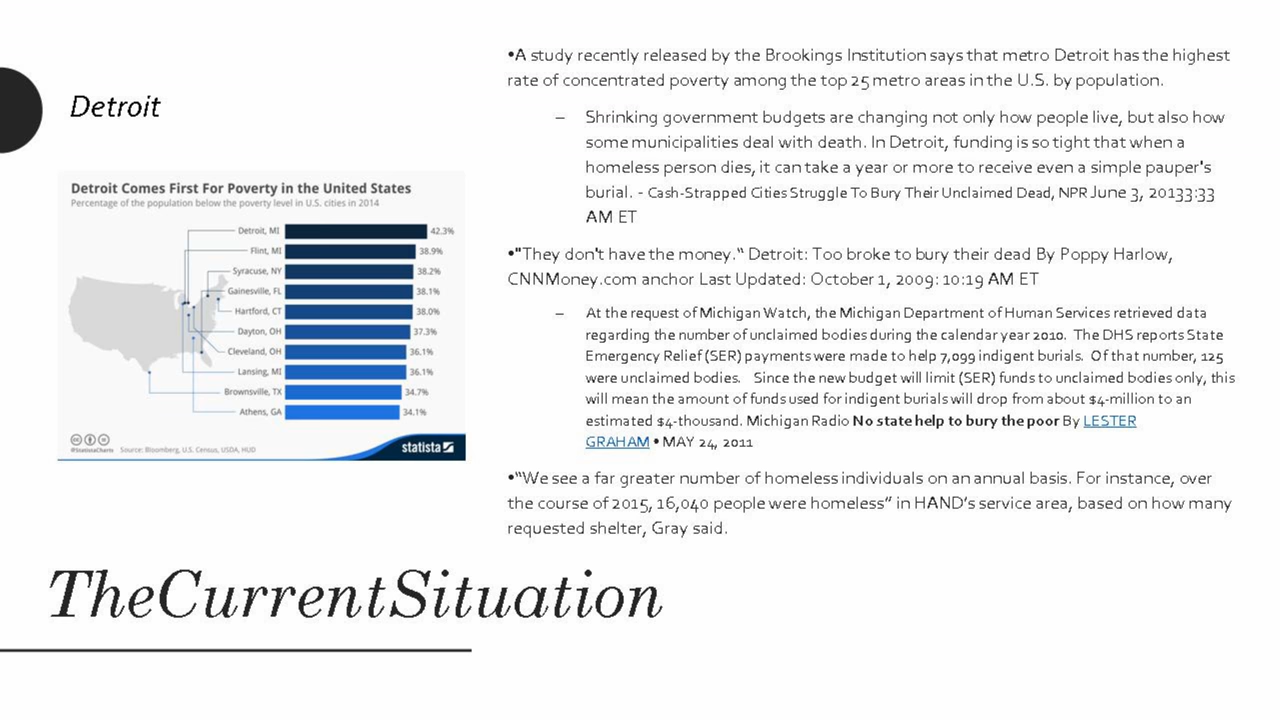 Detroit
Detroit Comes First For Poverty in the United States
Percentage of the population below the poverty level in U.S. cities in 2014
Detroit, MI 42.3%
Flint, MI 38.9%
Syracuse, NY 38.2%
Gainesville, FL 38.1%
Hartford, CT 38.0%
Dayton, OH 37.3%
Cleveland, OH 36.1%
Lansing, MI 36.1%
Brownsville, TX 34.7%
Athens, GA 34.1%
@StatistaCharts Source: Bloomberg, U.S. Census, USDA, HUD
statista
•A study recently released by the Brookings Institution says that metro Detroit has the highest
rate of concentrated poverty among the top 25 metro areas in the U.S. by population.
– Shrinking government budgets are changing not only how people live, but also how
some municipalities deal with death. In Detroit, funding is so tight that when a
homeless person dies, it can take a year or more to receive even a simple pauper's
burial. - Cash-Strapped Cities Struggle To Bury Their Unclaimed Dead, NPR June 3, 20133:33
AM ET
•"They don't have the money.“ Detroit: Too broke to bury their dead By Poppy Harlow,
CNNMoney.com anchor Last Updated: October 1, 2009: 10:19 AM ET
– At the request of Michigan Watch, the Michigan Department of Human Services retrieved data
regarding the number of unclaimed bodies during the calendar year 2010. The DHS reports State
Emergency Relief (SER) payments were made to help 7,099 indigent burials. Of that number, 125
were unclaimed bodies. Since the new budget will limit (SER) funds to unclaimed bodies only, this
will mean the amount of funds used for indigent burials will drop from about $4-million to an
estimated $4-thousand. Michigan Radio No state help to bury the poor By LESTER
GRAHAM • MAY 24, 2011
•“We see a far greater number of homeless individuals on an annual basis. For instance, over
the course of 2015, 16,040 people were homeless” in HAND’s service area, based on how many
requested shelter, Gray said.
TheCurrentSituation